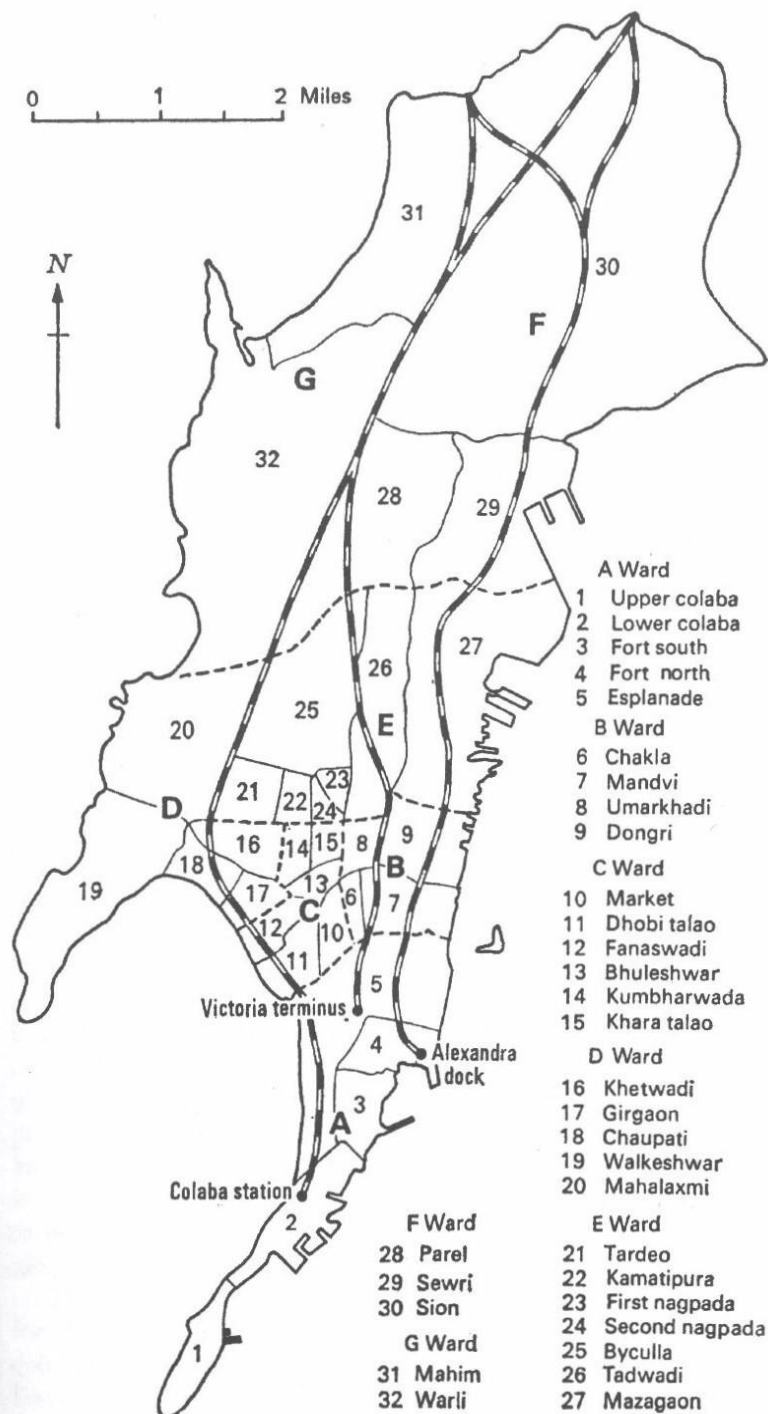 0 1 2 Miles
N
31
30
F
G
32
28
29
27
26
25
E
20
23
21
22
24
D
16
14
15
8
9
18
B
19
17
13
6
7
C
12
10
11
5
Victoria terminus
4
Alexandra
dock
3
A
Colaba station
2
1
A Ward
1 Upper colaba
2 Lower colaba
3 Fort south
4 Fort north
5 Esplanade
B Ward
6 Chakla
7 Mandvi
8 Umarkhadi
9 Dongri
C Ward
10 Market
11 Dhobi talao
12 Fanaswadi
13 Bhuleshwar
14 Kumbharwada
15 Khara talao
D Ward
16 Khetwadi
17 Girgaon
18 Chaupati
19 Walkeshwar
20 Mahalaxmi
E Ward
21 Tardeo
22 Kamatipura
23 First nagpada
24 Second nagpada
25 Byculla
26 Tadwadi
27 Mazagaon
F Ward
28 Parel
29 Sewri
30 Sion
G Ward
31 Mahim
32 Warli